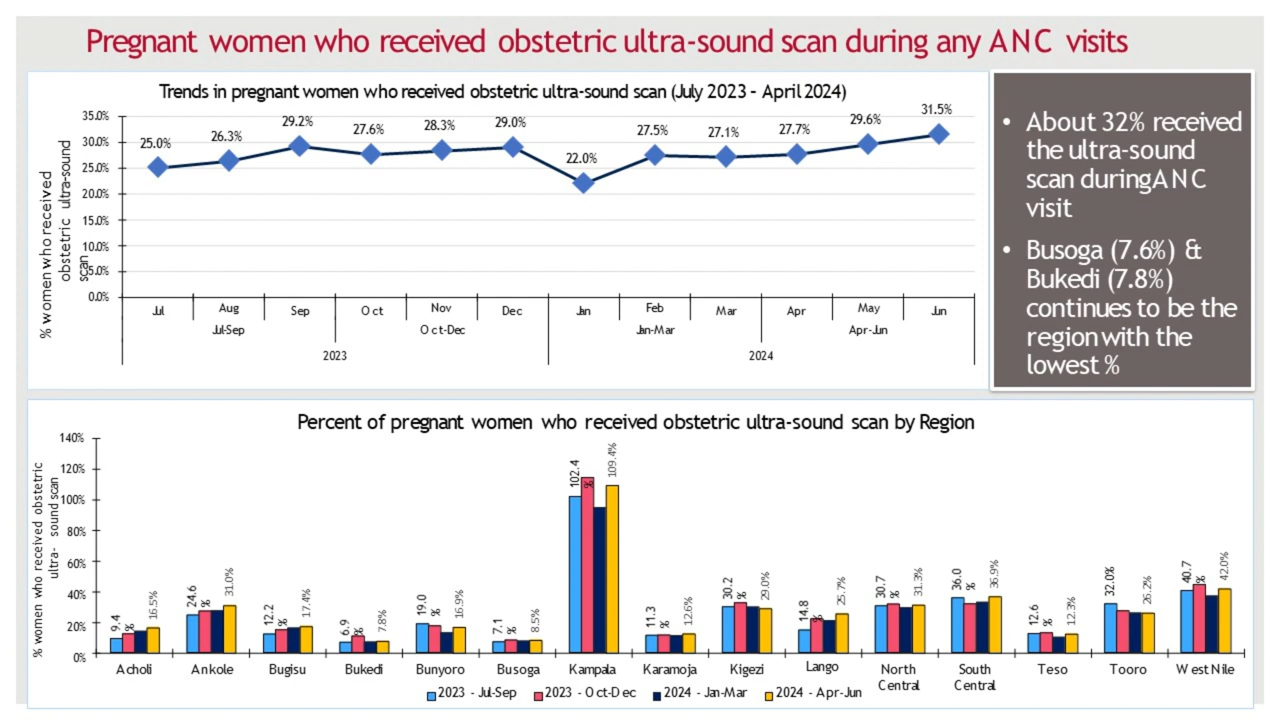 Pregnant women who received obstetric ultra-sound scan during any ANC visits
Trends in pregnant women who received obstetric ultra-sound scan (July 2023 - April 2024)
% women who received
obstetric ultra-sound
scan
35.0%
30.0%
25.0%
20.0%
15.0%
10.0%
5.0%
0.0%
25.0%
26.3%
29.2%
27.6%
28.3%
29.0%
22.0%
27.5%
27.1%
27.7%
29.6%
31.5%
Jul
Aug
Sep
Oct
Nov
Dec
Jan
Feb
Mar
Apr
May
Jun
Jul-Sep
Oct-Dec
Jan-Mar
Apr-Jun
2023
2024
• About 32% received
the ultra-sound
scan duringANC
visit
• Busoga (7.6%) &
Bukedi (7.8%)
continues to be the
region with the
lowest %
Percent of pregnant women who received obstetric ultra-sound scan by Region
% women who received obstetric
ultra- sound scan
140%
120%
100%
80%
60%
40%
20%
0%
9.4
%
16.5%
24.6
%
31.0%
12.2
%
17.4%
6.9
%
7.8%
19.0
%
16.9%
7.1
%
8.5%
102.4
%
109.4%
11.3
%
12.6%
30.2
%
29.0%
14.8
%
25.7%
30.7
%
31.3%
36.0
%
36.9%
12.6
%
12.3%
32.0%
26.2%
40.7
%
42.0%
Acholi
Ankole
Bugisu
Bukedi
Bunyoro
Busoga
Kampala
Karamoja
Kigezi
Lango
North
Central
South
Central
Teso
Tooro
West Nile
2023 - Jul-Sep
2023 - Oct-Dec
2024 - Jan-Mar
2024 - Apr-Jun